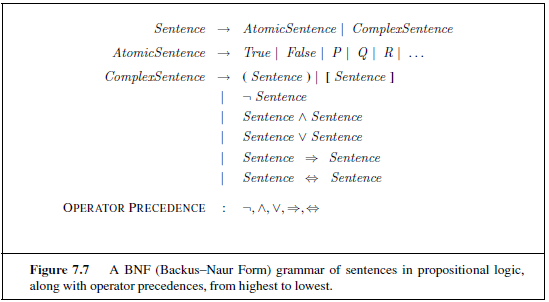 Sentence → AtomicSentence | ComplexSentence
AtomicSentence → True | False | P | Q | R | ...
ComplexSentence → ( Sentence ) | [ Sentence ]
| ¬ Sentence
| Sentence ∧ Sentence
| Sentence ∨ Sentence
| Sentence ⇒ Sentence
| Sentence ⇔ Sentence
OPERATOR PRECEDENCE : ¬, ∧, ∨, ⇒, ⇔
Figure 7.7 A BNF (Backus–Naur Form) grammar of sentences in propositional logic,
along with operator precedences, from highest to lowest.